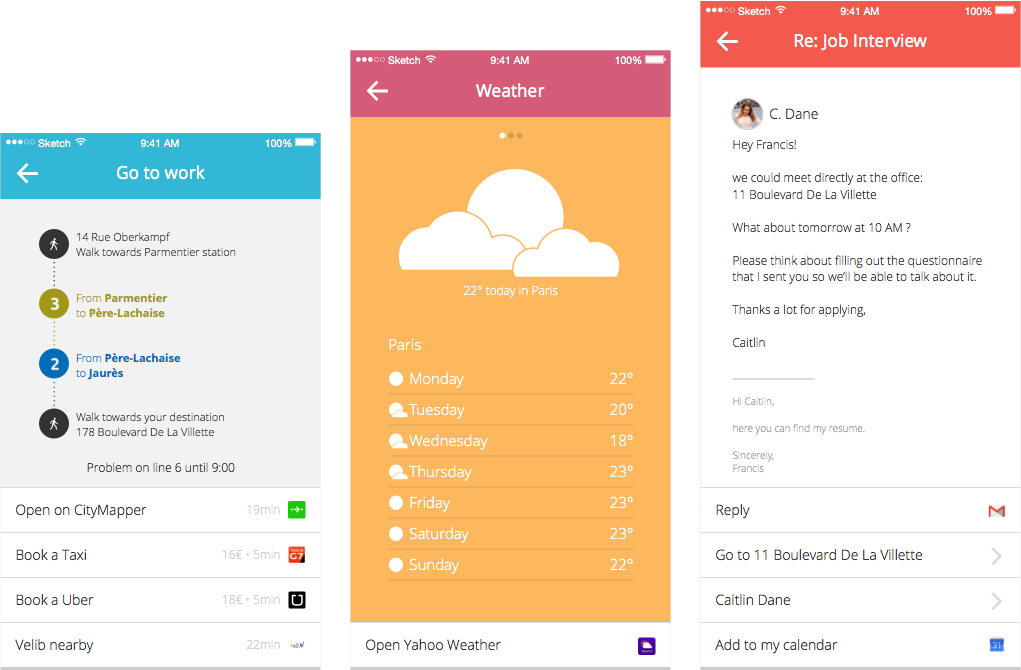 Sketch 9:41 AM 100%
Go to work
14 Rue Oberkampf
Walk towards Parmentier station
3
From Parmentier
to Père-Lachaise
2
From Père-Lachaise
to Jaurès
Walk towards your destination
178 Boulevard De La Villette
Problem on line 6 until 9:00
Open on CityMapper 19min
Book a Taxi 16€ • 5min G7
Book a Uber 18€ • 5min
Velib nearby 22min
Sketch 9:41 AM 100%
Weather
22° today in Paris
Paris
Monday 22°
Tuesday 20°
Wednesday 18°
Thursday 23°
Friday 23°
Saturday 23°
Sunday 22°
Open Yahoo Weather
Sketch 9:41 AM 100%
Re: Job Interview
C. Dane
Hey Francis!
we could meet directly at the office:
11 Boulevard De La Villette
What about tomorrow at 10 AM ?
Please think about filling out the questionnaire
that I sent you so we'll be able to talk about it.
Thanks a lot for applying,
Caitlin
Hi Caitlin,
here you can find my resume.
Sincerely,
Francis
Reply
Go to 11 Boulevard De La Villette
Caitlin Dane
Add to my calendar 31